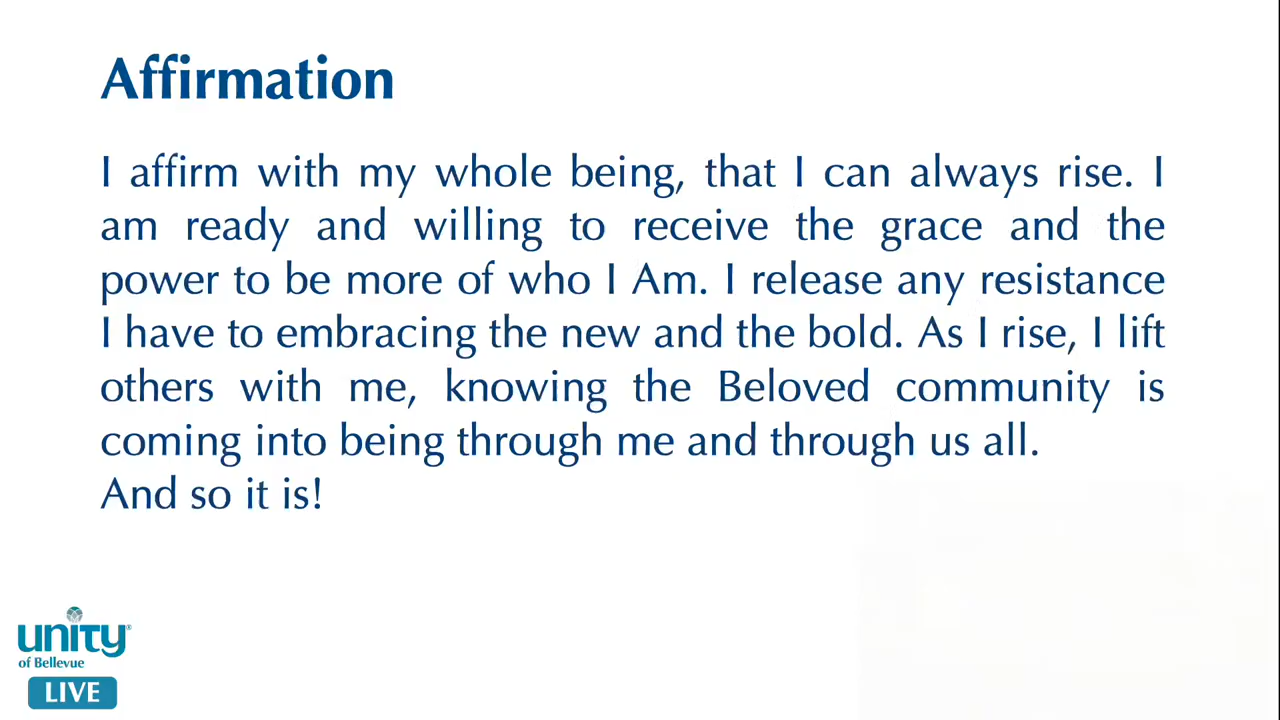 Affirmation
I affirm with my whole being, that I can always rise. I
am ready and willing to receive the grace and the
power to be more of who I Am. I release any resistance
I have to embracing the new and the bold. As I rise, I lift
others with me, knowing the Beloved community is
coming into being through me and through us all.
And so it is!
unity®
of Bellevue
LIVE